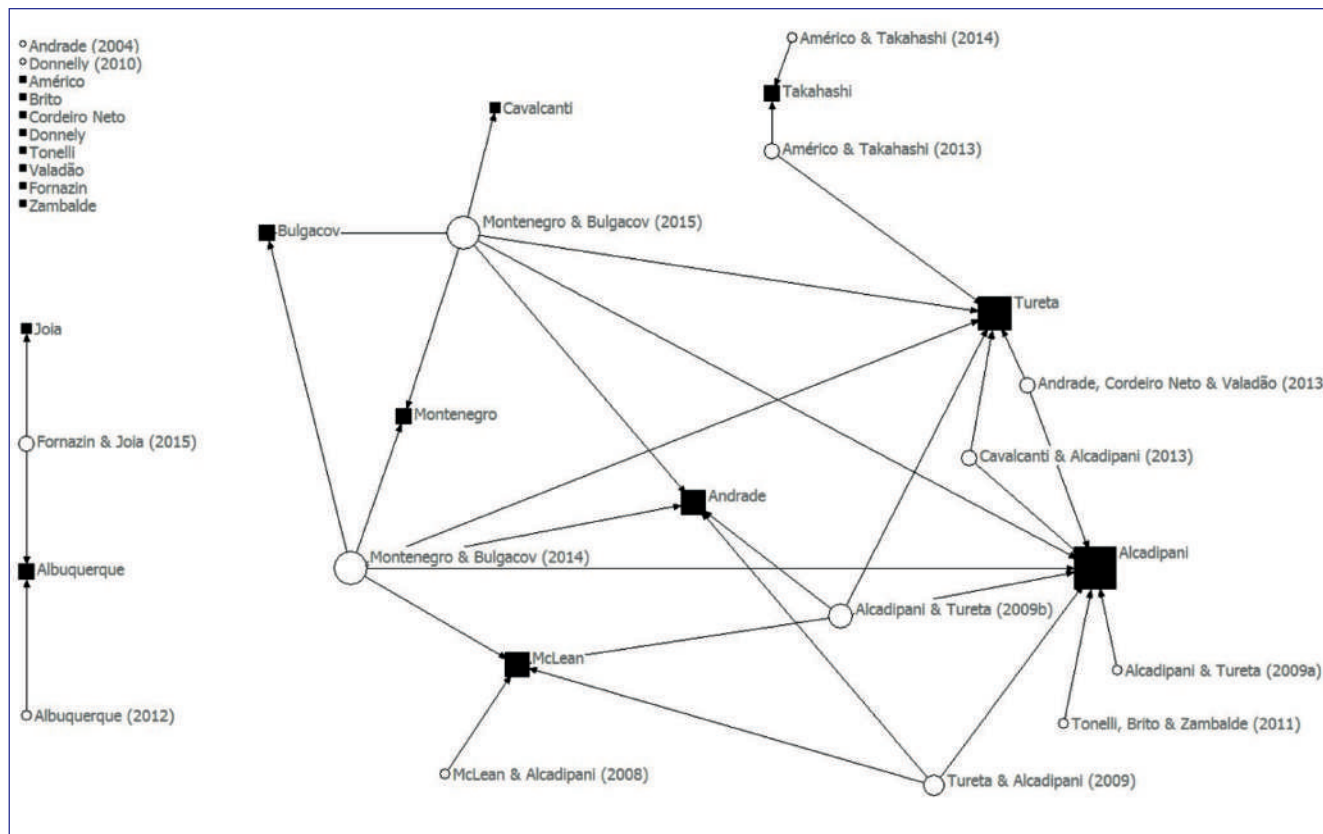 Andrade (2004)
Donnelly (2010)
Américo
Brito
Cordeiro Neto
Donnely
Tonelli
Valadão
Fornazin
Zambalde
Américo & Takahashi (2014)
Takahashi
Cavalcanti
Américo & Takahashi (2013)
Montenegro & Bulgacov (2015)
Bulgacov
Tureta
Joia
Andrade, Cordeiro Neto & Valadão (2013
Montenegro
Fornazin & Joia (2015)
Cavalcanti & Alcadipani (2013)
Andrade
Montenegro & Bulgacov (2014)
Alcadipani
Albuquerque
Alcadipani & Tureta (2009b)
McLean
Alcadipani & Tureta (2009a)
Albuquerque (2012)
Tonelli, Brito & Zambalde (2011)
McLean & Alcadipani (2008)
Tureta & Alcadipani (2009)